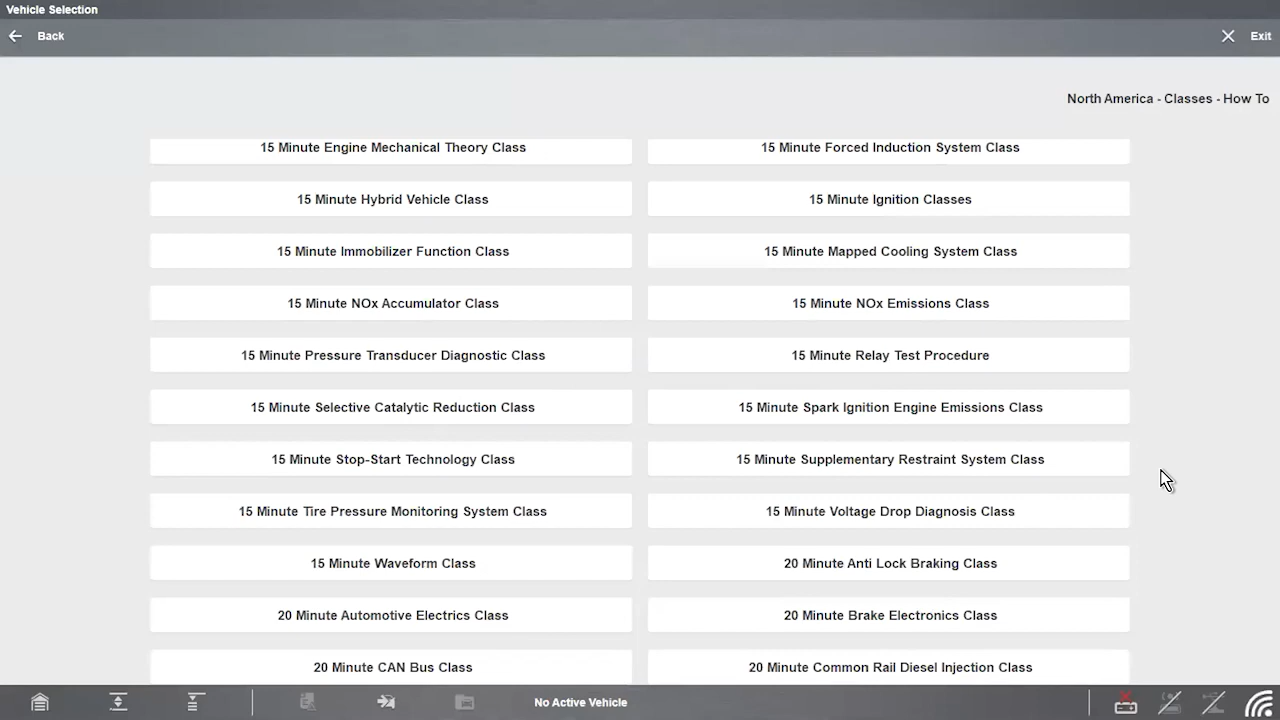 Vehicle Selection
Back
Exit
North America - Classes - How To
15 Minute Engine Mechanical Theory Class
15 Minute Forced Induction System Class
15 Minute Hybrid Vehicle Class
15 Minute Ignition Classes
15 Minute Immobilizer Function Class
15 Minute Mapped Cooling System Class
15 Minute NOx Accumulator Class
15 Minute NOx Emissions Class
15 Minute Pressure Transducer Diagnostic Class
15 Minute Relay Test Procedure
15 Minute Selective Catalytic Reduction Class
15 Minute Spark Ignition Engine Emissions Class
15 Minute Stop-Start Technology Class
15 Minute Supplementary Restraint System Class
15 Minute Tire Pressure Monitoring System Class
15 Minute Voltage Drop Diagnosis Class
15 Minute Waveform Class
20 Minute Anti Lock Braking Class
20 Minute Automotive Electrics Class
20 Minute Brake Electronics Class
20 Minute CAN Bus Class
20 Minute Common Rail Diesel Injection Class
No Active Vehicle